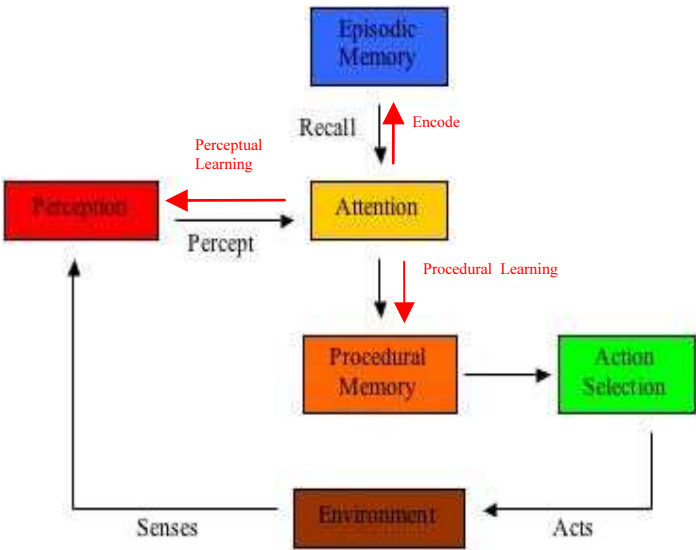 Episodic
Memory
Recall
Encode
Perceptual
Learning
Perception
Attention
Percept
Procedural Learning
Procedural
Memory
Action
Selection
Environment
Senses
Acts